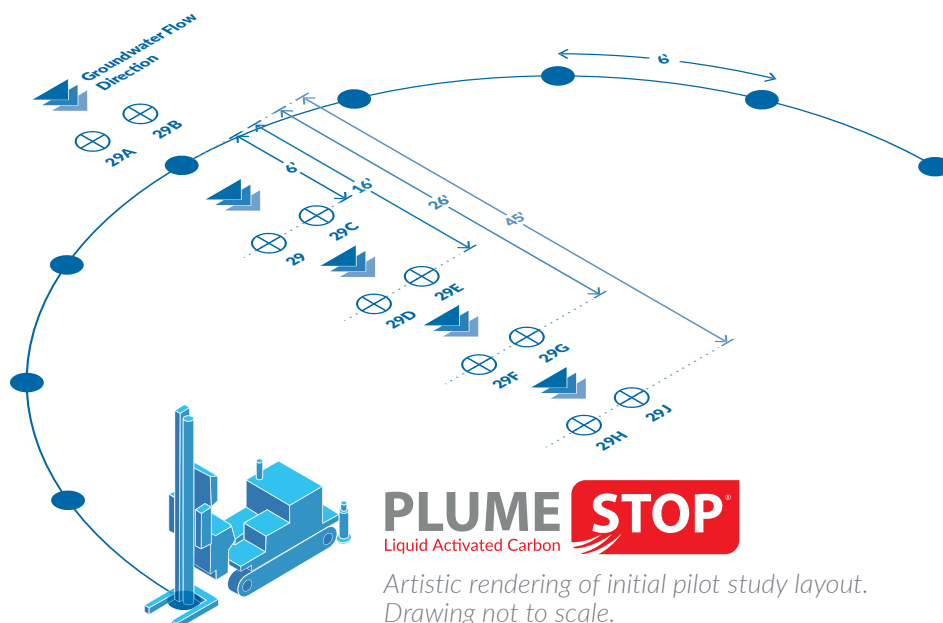 Groundwater Flow
Direction
6'
29B
29A
6'
16'
26'
45'
29C
29
29E
29D
29G
29F
29J
29H
PLUME STOP®
Liquid Activated Carbon
Artistic rendering of initial pilot study layout.
Drawing not to scale.